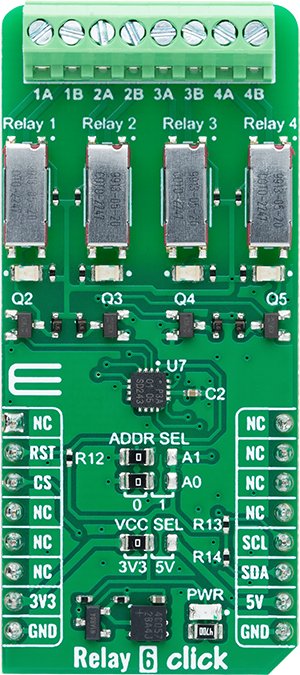 1A 1B 2A 2B 3A 3B 4A 4B
Relay 1 Relay 2 Relay 3 Relay 4
Q2 Q3 Q4 Q5
U7
C2
ADDR SEL
R12
A1
A0
0 1
VCC SEL
3V3 5V
R13
R14
PWR
NC
RST
CS
NC
NC
NC
3V3
GND
NC
NC
NC
NC
SCL
SDA
5V
GND
Relay 6 click